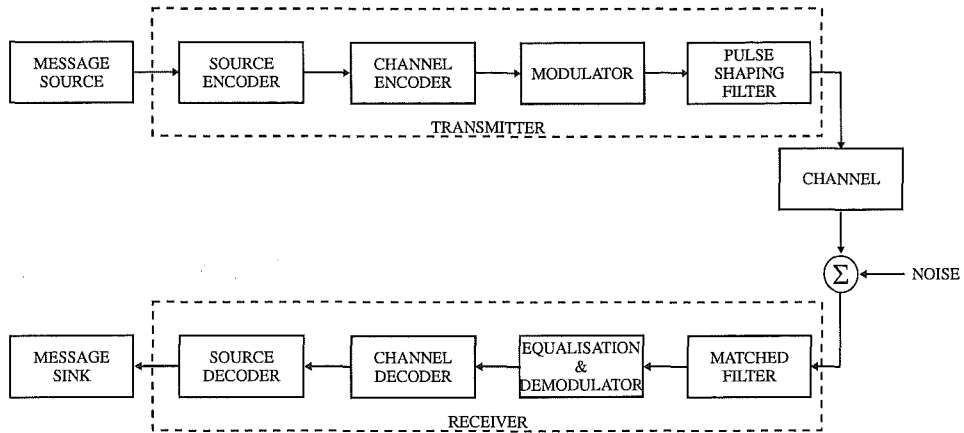 MESSAGE
SOURCE
SOURCE
ENCODER
CHANNEL
ENCODER
MODULATOR
PULSE
SHAPING
FILTER
TRANSMITTER
CHANNEL
Σ
NOISE
MESSAGE
SINK
SOURCE
DECODER
CHANNEL
DECODER
EQUALISATION
&
DEMODULATOR
MATCHED
FILTER
RECEIVER